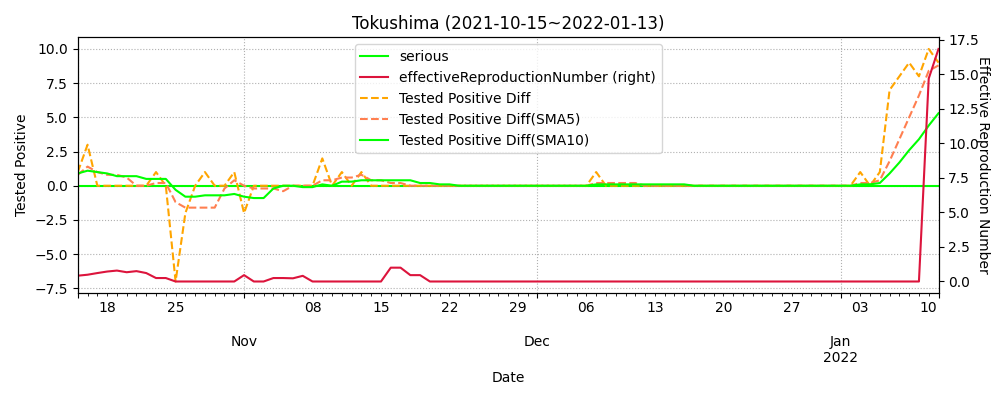 Tokushima (2021-10-15~2022-01-13)
10.0
7.5
5.0
2.5
0.0
−2.5
−5.0
−7.5
Tested Positive
serious
effectiveReproductionNumber (right)
Tested Positive Diff
Tested Positive Diff(SMA5)
Tested Positive Diff(SMA10)
17.5
15.0
12.5
10.0
7.5
5.0
2.5
0.0
Effective Reproduction Number
18 25 08 15 22 29 06 13 20 27 03 10
Nov Dec Jan
2022
Date